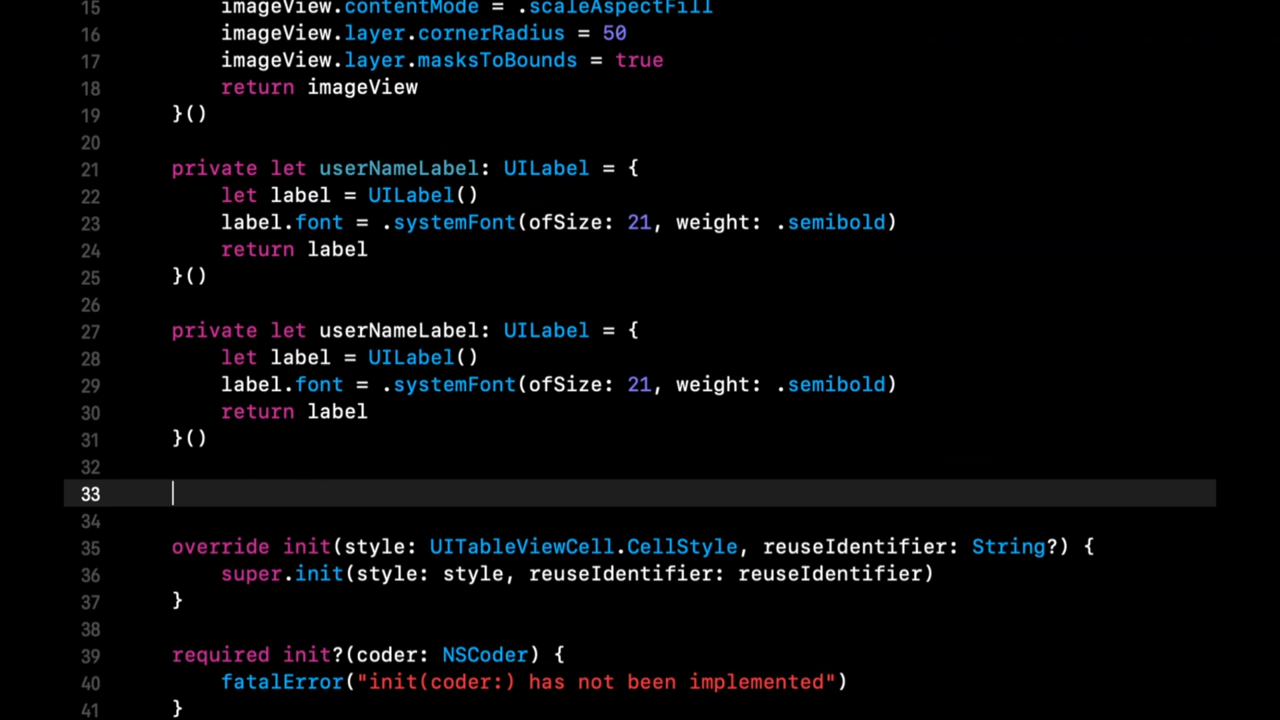 15 imageView.contentMode = .scaleAspectFill
16 imageView.layer.cornerRadius = 50
17 imageView.layer.masksToBounds = true
18 return imageView
19 }()
20
21 private let userNameLabel: UILabel = {
22 let label = UILabel()
23 label.font = .systemFont(ofSize: 21, weight: .semibold)
24 return label
25 }()
26
27 private let userNameLabel: UILabel = {
28 let label = UILabel()
29 label.font = .systemFont(ofSize: 21, weight: .semibold)
30 return label
31 }()
32
33
34
35 override init(style: UITableViewCell.CellStyle, reuseIdentifier: String?) {
36 super.init(style: style, reuseIdentifier: reuseIdentifier)
37 }
38
39 required init?(coder: NSCoder) {
40 fatalError("init(coder:) has not been implemented")
41 }